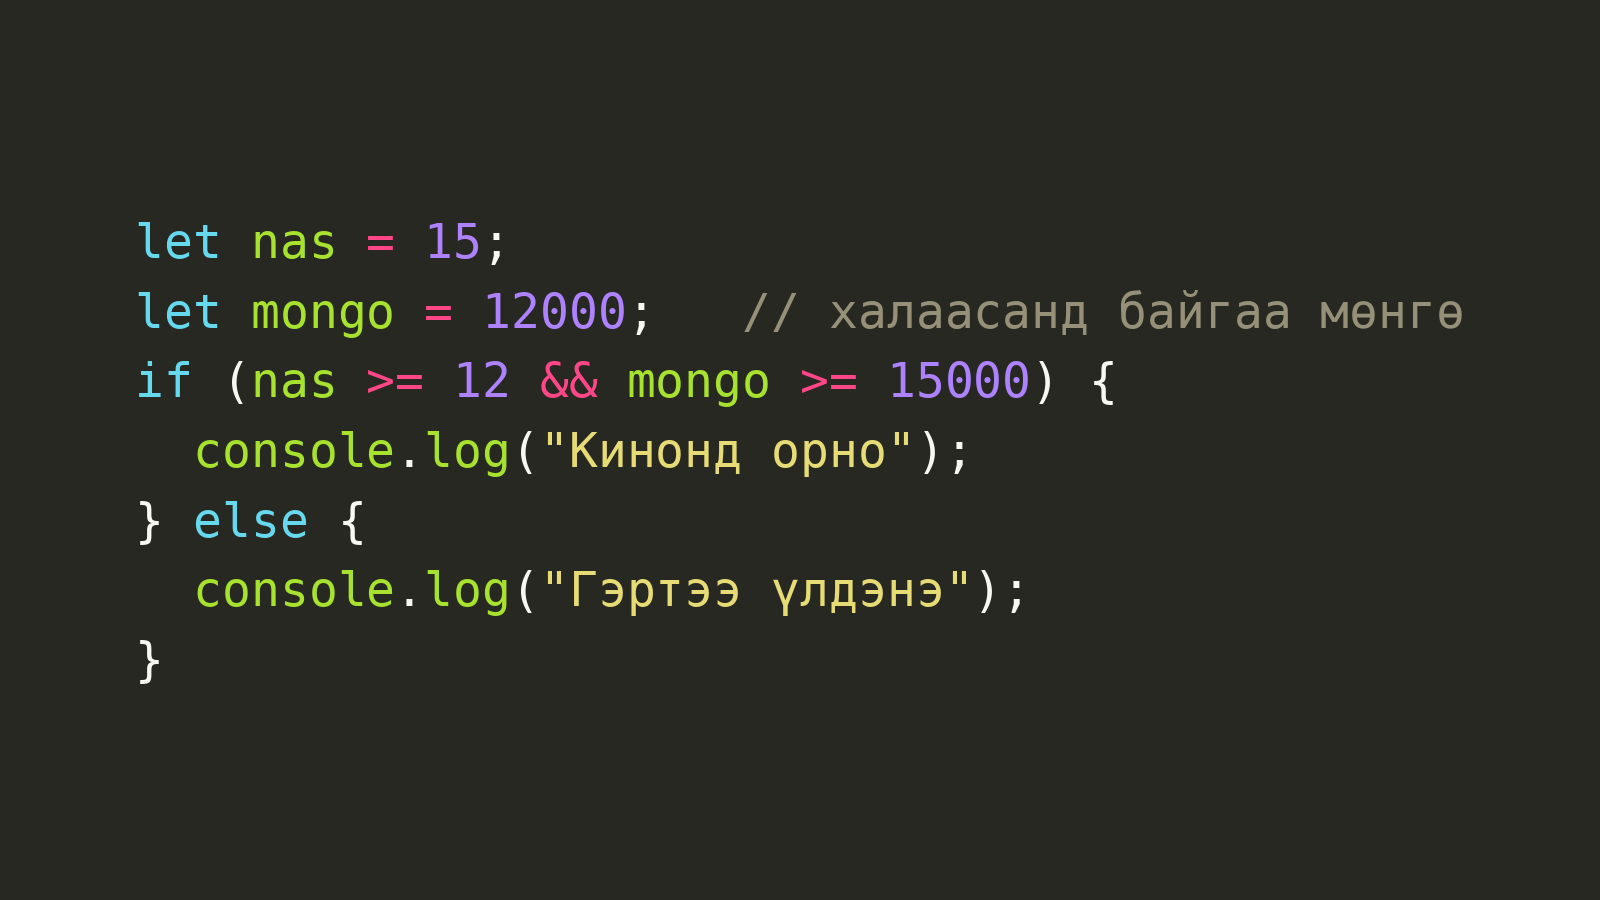 let nas = 15;
let mongo = 12000;   // халаасанд байгаа мөнгө
if (nas >= 12 && mongo >= 15000) {
  console.log("Кинонд орно");
} else {
  console.log("Гэртээ үлдэнэ");
}